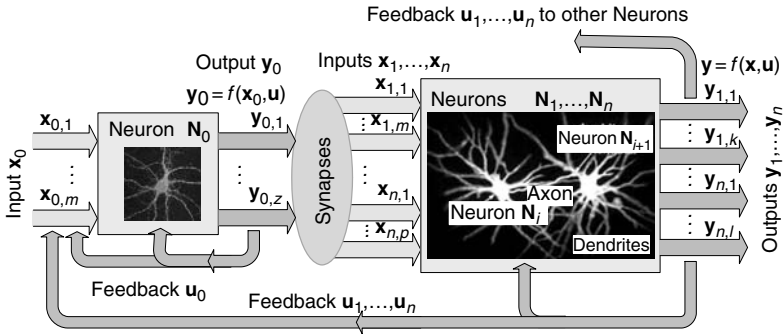 Feedback u1,…,un to other Neurons
Output y0
Inputs x1,…,xn
y = f(x,u)
y0 = f(x0,u)
x1,1
Neurons N1,…,Nn
y1,1
Neuron N0
x0,1
y0,1
x1,m
Neuron Ni+1
y1,k
Input x0
Synapses
Axon
yn,1
Outputs y1,…,yn
x0,m
y0,z
xn,1
Neuron Ni
xn,p
Dendrites
yn,l
Feedback u0
Feedback u1,…,un